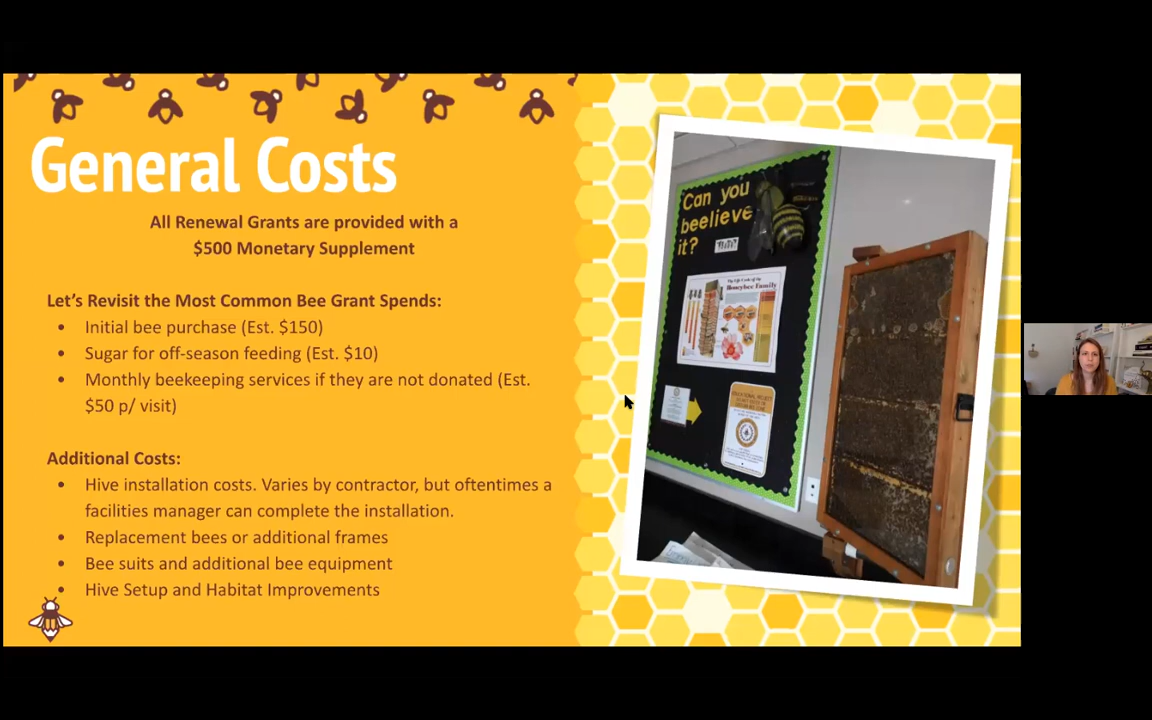 General Costs
All Renewal Grants are provided with a
$500 Monetary Supplement
Let's Revisit the Most Common Bee Grant Spends:
• Initial bee purchase (Est. $150)
• Sugar for off-season feeding (Est. $10)
• Monthly beekeeping services if they are not donated (Est.
$50 p/ visit)
Additional Costs:
• Hive installation costs. Varies by contractor, but oftentimes a
facilities manager can complete the installation.
• Replacement bees or additional frames
• Bee suits and additional bee equipment
• Hive Setup and Habitat Improvements
Can you
beelieve
it?
Honeybee Family